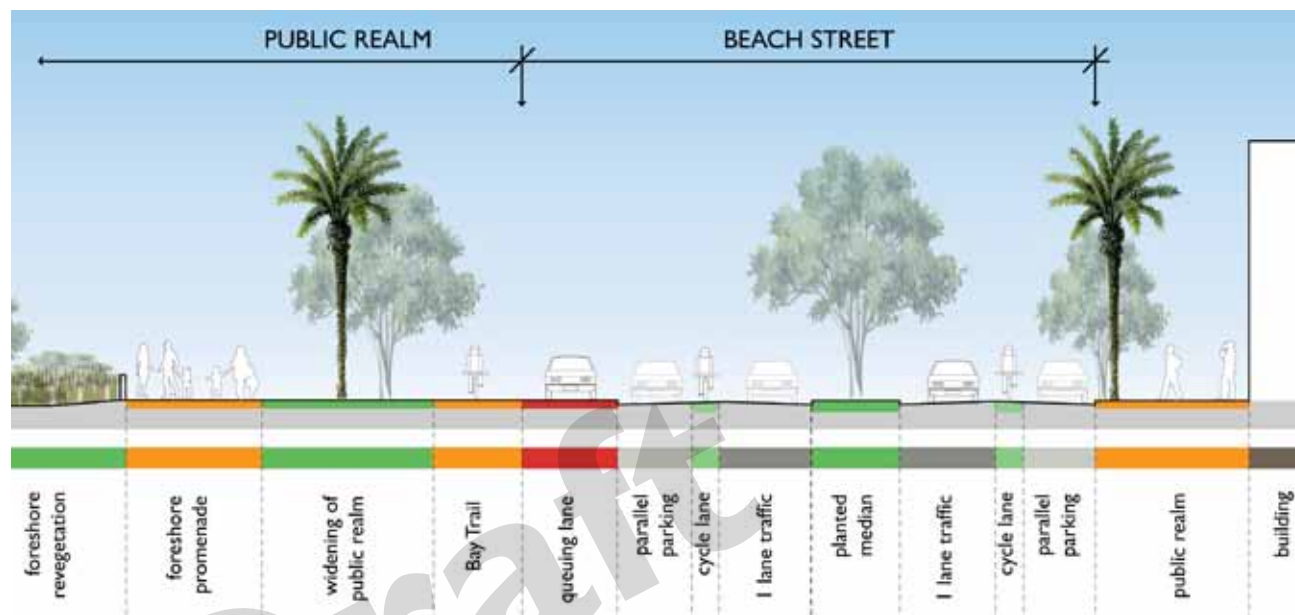 PUBLIC REALM
BEACH STREET
foreshore
revegetation
foreshore
promenade
widening of
public realm
Bay Trail
queuing lane
parallel
parking
cycle lane
1 lane traffic
planted
median
1 lane traffic
cycle lane
parallel
parking
public realm
building
Draft